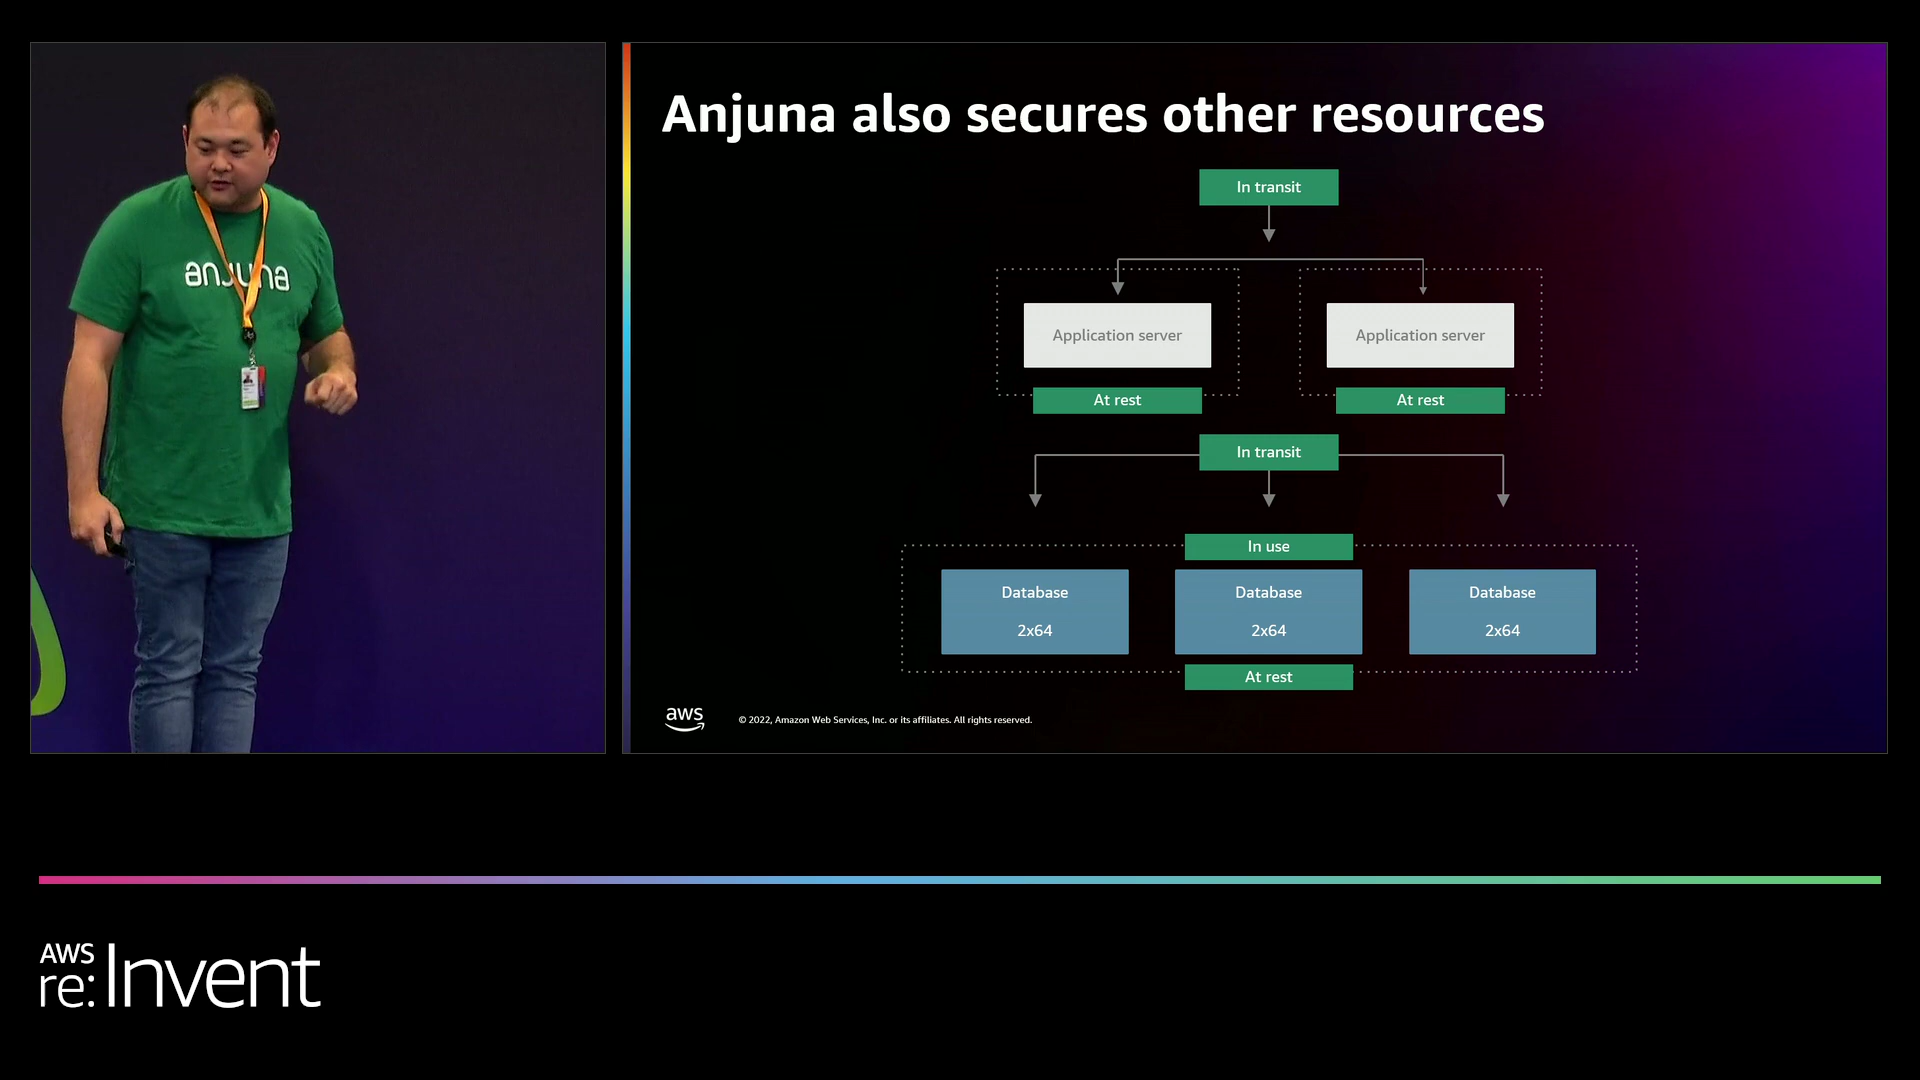 anjuna
Anjuna also secures other resources
In transit
Application server
Application server
At rest
At rest
In transit
In use
Database
2x64
Database
2x64
Database
2x64
At rest
aws
© 2022, Amazon Web Services, Inc. or its affiliates. All rights reserved.
AWS
re:Invent